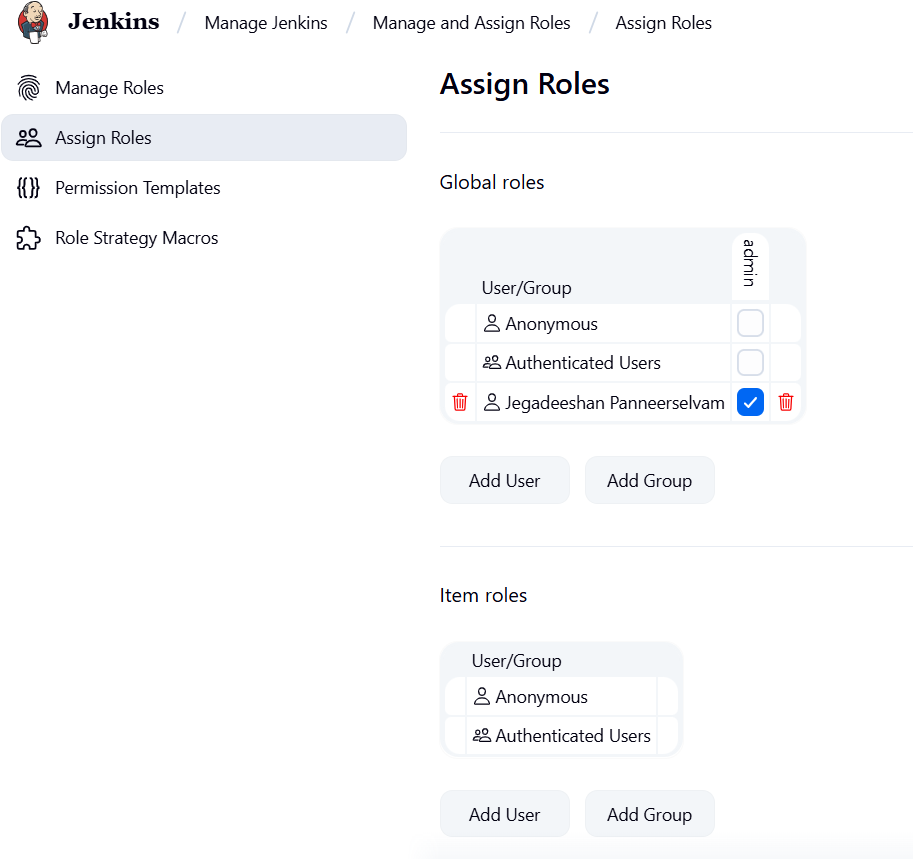 Jenkins / Manage Jenkins / Manage and Assign Roles / Assign Roles
Manage Roles
Assign Roles
Permission Templates
Role Strategy Macros
Assign Roles
Global roles
User/Group admin
Anonymous
Authenticated Users
Jegadeeshan Panneerselvam
Add User Add Group
Item roles
User/Group
Anonymous
Authenticated Users
Add User Add Group